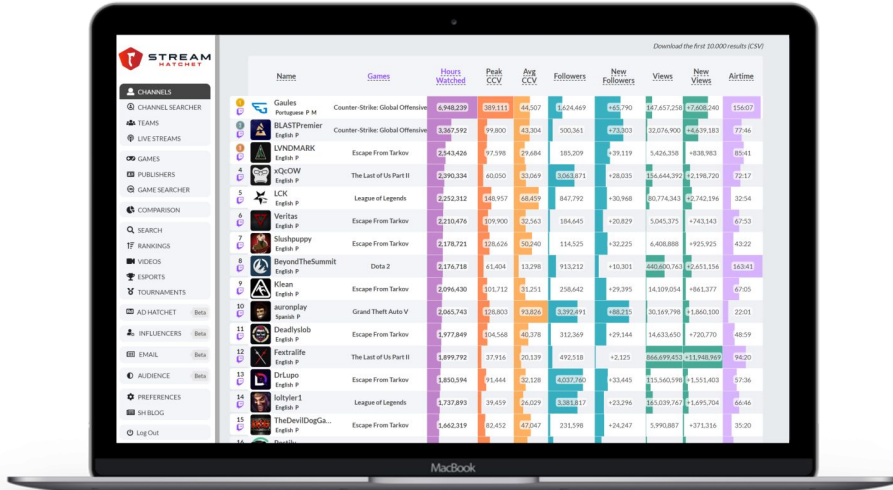 Download the first 10.000 results (CSV)
STREAM
HATCHET
CHANNELS
CHANNEL SEARCHER
TEAMS
LIVE STREAMS
GAMES
PUBLISHERS
GAME SEARCHER
COMPARISON
SEARCH
RANKINGS
VIDEOS
ESPORTS
TOURNAMENTS
AD HATCHET Beta
INFLUENCERS Beta
EMAIL Beta
AUDIENCE Beta
PREFERENCES
SH BLOG
Log Out
Name Games Hours Watched Peak CCV Avg CCV Followers New Followers Views New Views Airtime
Gaules Portuguese P M Counter-Strike: Global Offensive 6,948,239 389,111 44,507 1,624,469 +65,790 147,657,258 +7,608,240 156:07
BLASTPremier English P Counter-Strike: Global Offensive 3,367,592 99,800 43,304 500,361 +73,303 32,076,900 +4,639,183 77:46
LVNDMARK English P Escape From Tarkov 2,543,426 97,598 29,684 185,209 +39,119 5,426,358 +838,983 85:41
4 xQcOW English P The Last of Us Part II 2,390,334 60,050 33,069 3,063,871 +28,035 156,644,392 +2,198,720 72:17
5 LCK English P League of Legends 2,252,312 148,957 68,459 847,792 +30,968 80,774,343 +2,742,196 32:54
6 Veritas English P Escape From Tarkov 2,210,476 109,900 32,563 184,645 +20,829 5,045,375 +743,143 67:53
7 Slushpuppy English P Escape From Tarkov 2,178,721 128,626 50,240 114,525 +32,225 6,408,888 +925,925 43:22
8 BeyondTheSummit English P Dota 2 2,176,718 61,404 13,298 913,212 +10,301 440,600,763 +2,651,156 163:41
9 Klean English P Escape From Tarkov 2,096,430 101,712 31,251 258,642 +29,395 14,109,054 +861,377 67:05
10 auronplay Spanish P Grand Theft Auto V 2,065,743 128,803 93,826 3,392,491 +88,215 30,169,798 +1,860,100 22:01
11 Deadlyslob English P Escape From Tarkov 1,977,849 104,568 40,378 312,369 +29,144 14,633,650 +720,770 48:59
12 Fextralife English P The Last of Us Part II 1,899,792 37,916 20,139 492,518 +2,125 866,699,453 +11,948,969 94:20
13 DrLupo English P Escape From Tarkov 1,850,594 91,444 32,128 4,037,760 +33,445 115,560,598 +1,551,403 57:36
14 loltyler1 English P League of Legends 1,737,893 39,459 26,029 3,381,817 +23,296 165,039,767 +1,695,704 66:46
15 TheDevilDogGa... English P Escape From Tarkov 1,662,319 82,452 47,047 231,598 +24,247 5,990,887 +371,316 35:20
MacBook